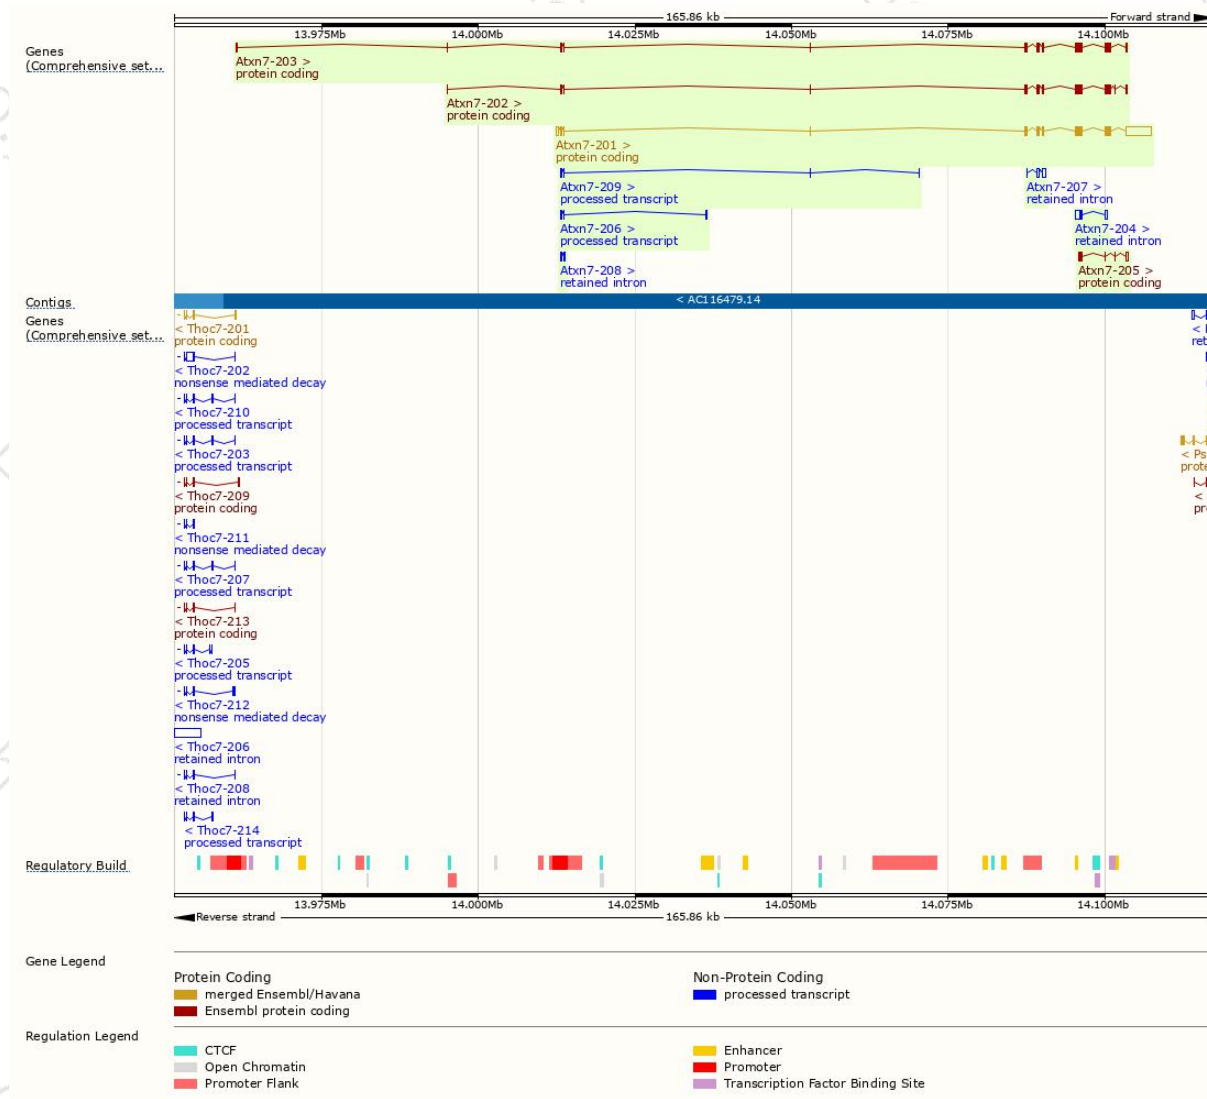 165.86 kb
Forward strand
13.975Mb 14.000Mb 14.025Mb 14.050Mb 14.075Mb 14.100Mb
Genes
(Comprehensive set...
Atxn7-203 >
protein coding
Atxn7-202 >
protein coding
Atxn7-201 >
protein coding
Atxn7-209 > Atxn7-207 >
processed transcript retained intron
Atxn7-206 > Atxn7-204 >
processed transcript retained intron
Atxn7-208 > Atxn7-205 >
retained intron protein coding
Contigs < AC116479.14
Genes
(Comprehensive set...
< Thoc7-201
protein coding ret
< Thoc7-202
nonsense mediated decay
< Thoc7-210
processed transcript
< Thoc7-203 < Ps
processed transcript prote
< Thoc7-209 <
protein coding pr
< Thoc7-211
nonsense mediated decay
< Thoc7-207
processed transcript
< Thoc7-213
protein coding
< Thoc7-205
processed transcript
< Thoc7-212
nonsense mediated decay
< Thoc7-206
retained intron
< Thoc7-208
retained intron
< Thoc7-214
processed transcript
Regulatory Build
13.975Mb 14.000Mb 14.025Mb 14.050Mb 14.075Mb 14.100Mb
Reverse strand 165.86 kb
Gene Legend
Protein Coding Non-Protein Coding
merged Ensembl/Havana processed transcript
Ensembl protein coding
Regulation Legend
CTCF Enhancer
Open Chromatin Promoter
Promoter Flank Transcription Factor Binding Site